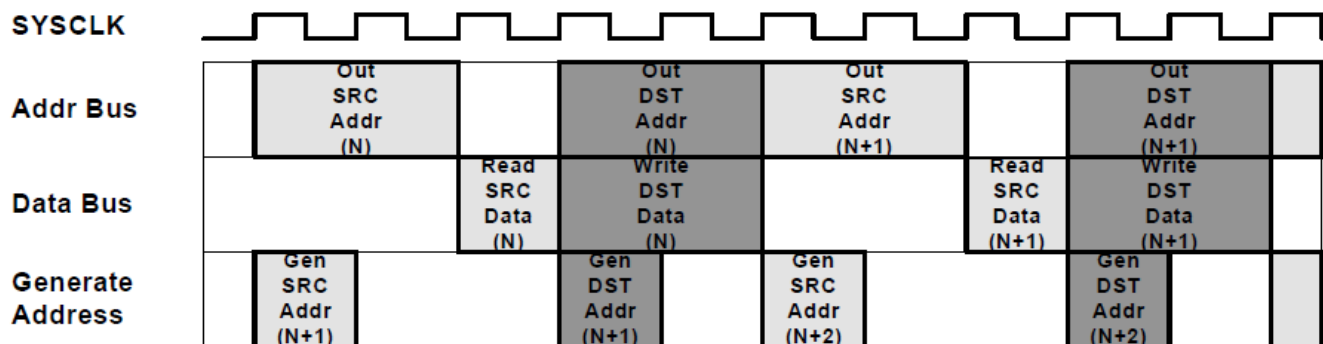 SYSCLK
Addr Bus
Out
SRC
Addr
(N)
Out
DST
Addr
(N)
Out
SRC
Addr
(N+1)
Out
DST
Addr
(N+1)
Data Bus
Read
SRC
Data
(N)
Write
DST
Data
(N)
Read
SRC
Data
(N+1)
Write
DST
Data
(N+1)
Generate
Address
Gen
SRC
Addr
(N+1)
Gen
DST
Addr
(N+1)
Gen
SRC
Addr
(N+2)
Gen
DST
Addr
(N+2)